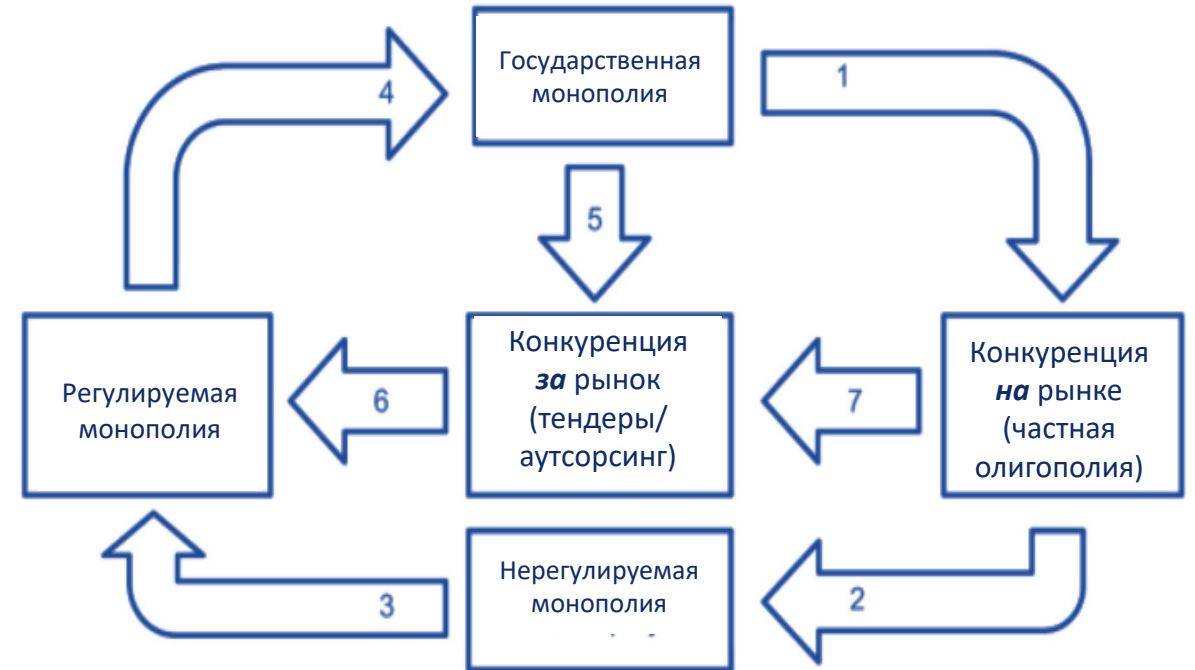 Государственная
монополия
1
4
5
Регулируемая
монополия
6
Конкуренция
за рынок
(тендеры/
аутсорсинг)
7
Конкуренция
на рынке
(частная
олигополия)
Нерегулируемая
монополия
3
2